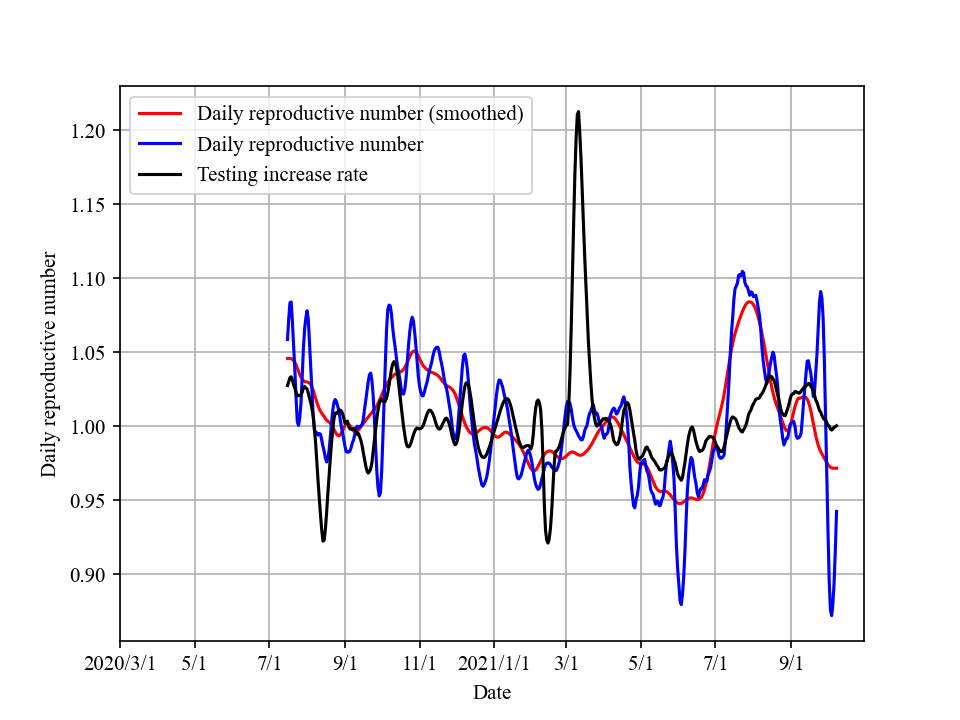 Daily reproductive number (smoothed)
Daily reproductive number
Testing increase rate
Daily reproductive number
1.20
1.15
1.10
1.05
1.00
0.95
0.90
2020/3/1 5/1 7/1 9/1 11/1 2021/1/1 3/1 5/1 7/1 9/1
Date